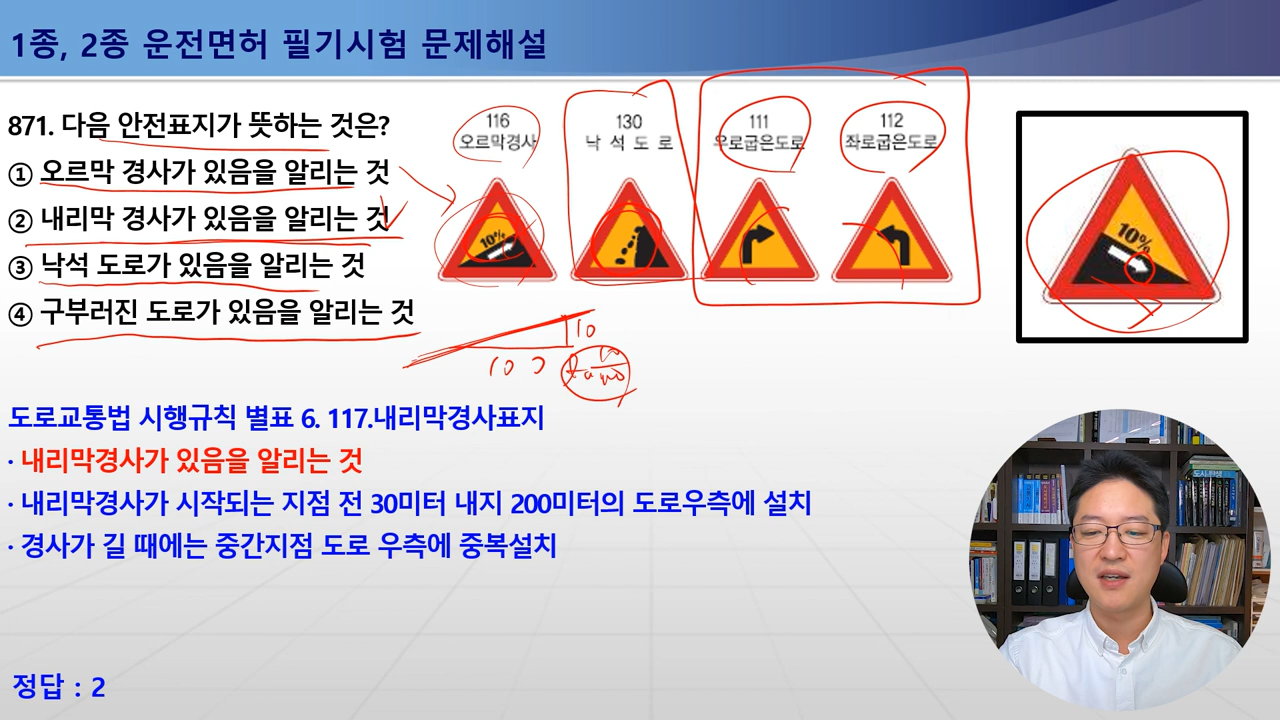 1종, 2종 운전면허 필기시험 문제해설
871. 다음 안전표지가 뜻하는 것은?
① 오르막 경사가 있음을 알리는 것
② 내리막 경사가 있음을 알리는 것
③ 낙석 도로가 있음을 알리는 것
④ 구부러진 도로가 있음을 알리는 것
116
오르막경사
10%
130
낙 석 도 로
111
우로굽은도로
112
좌로굽은도로
10%
10
100
도로교통법 시행규칙 별표 6. 117.내리막경사표지
· 내리막경사가 있음을 알리는 것
· 내리막경사가 시작되는 지점 전 30미터 내지 200미터의 도로우측에 설치
· 경사가 길 때에는 중간지점 도로 우측에 중복설치
정답 : 2